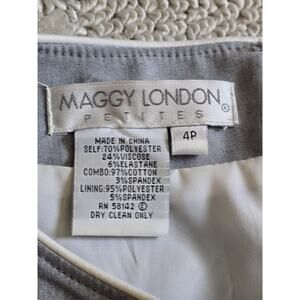 MAGGY LONDON®
PETITES
4P
MADE IN CHINA
SELF:70%POLYESTER
24%VISCOSE
6%ELASTANE
COMBO:97%COTTON
3%SPANDEX
LINING:95%POLYESTER
5%SPANDEX
RN 58142 Ⓒ
DRY CLEAN ONLY